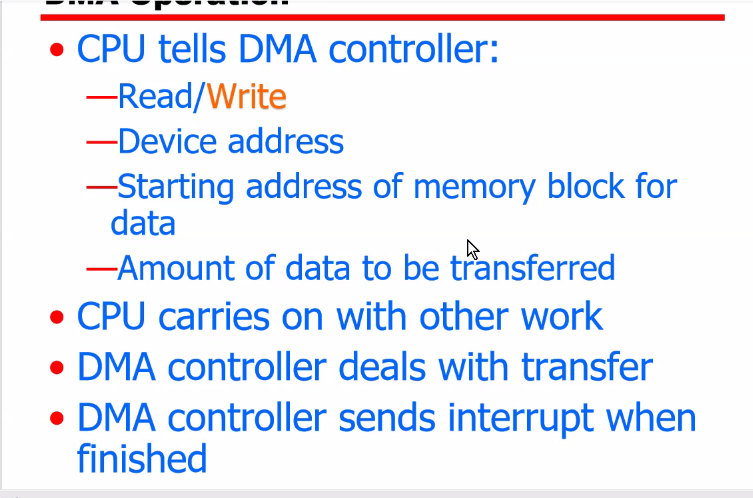 DMA Operation
• CPU tells DMA controller:
—Read/Write
—Device address
—Starting address of memory block for
data
—Amount of data to be transferred
• CPU carries on with other work
• DMA controller deals with transfer
• DMA controller sends interrupt when
finished